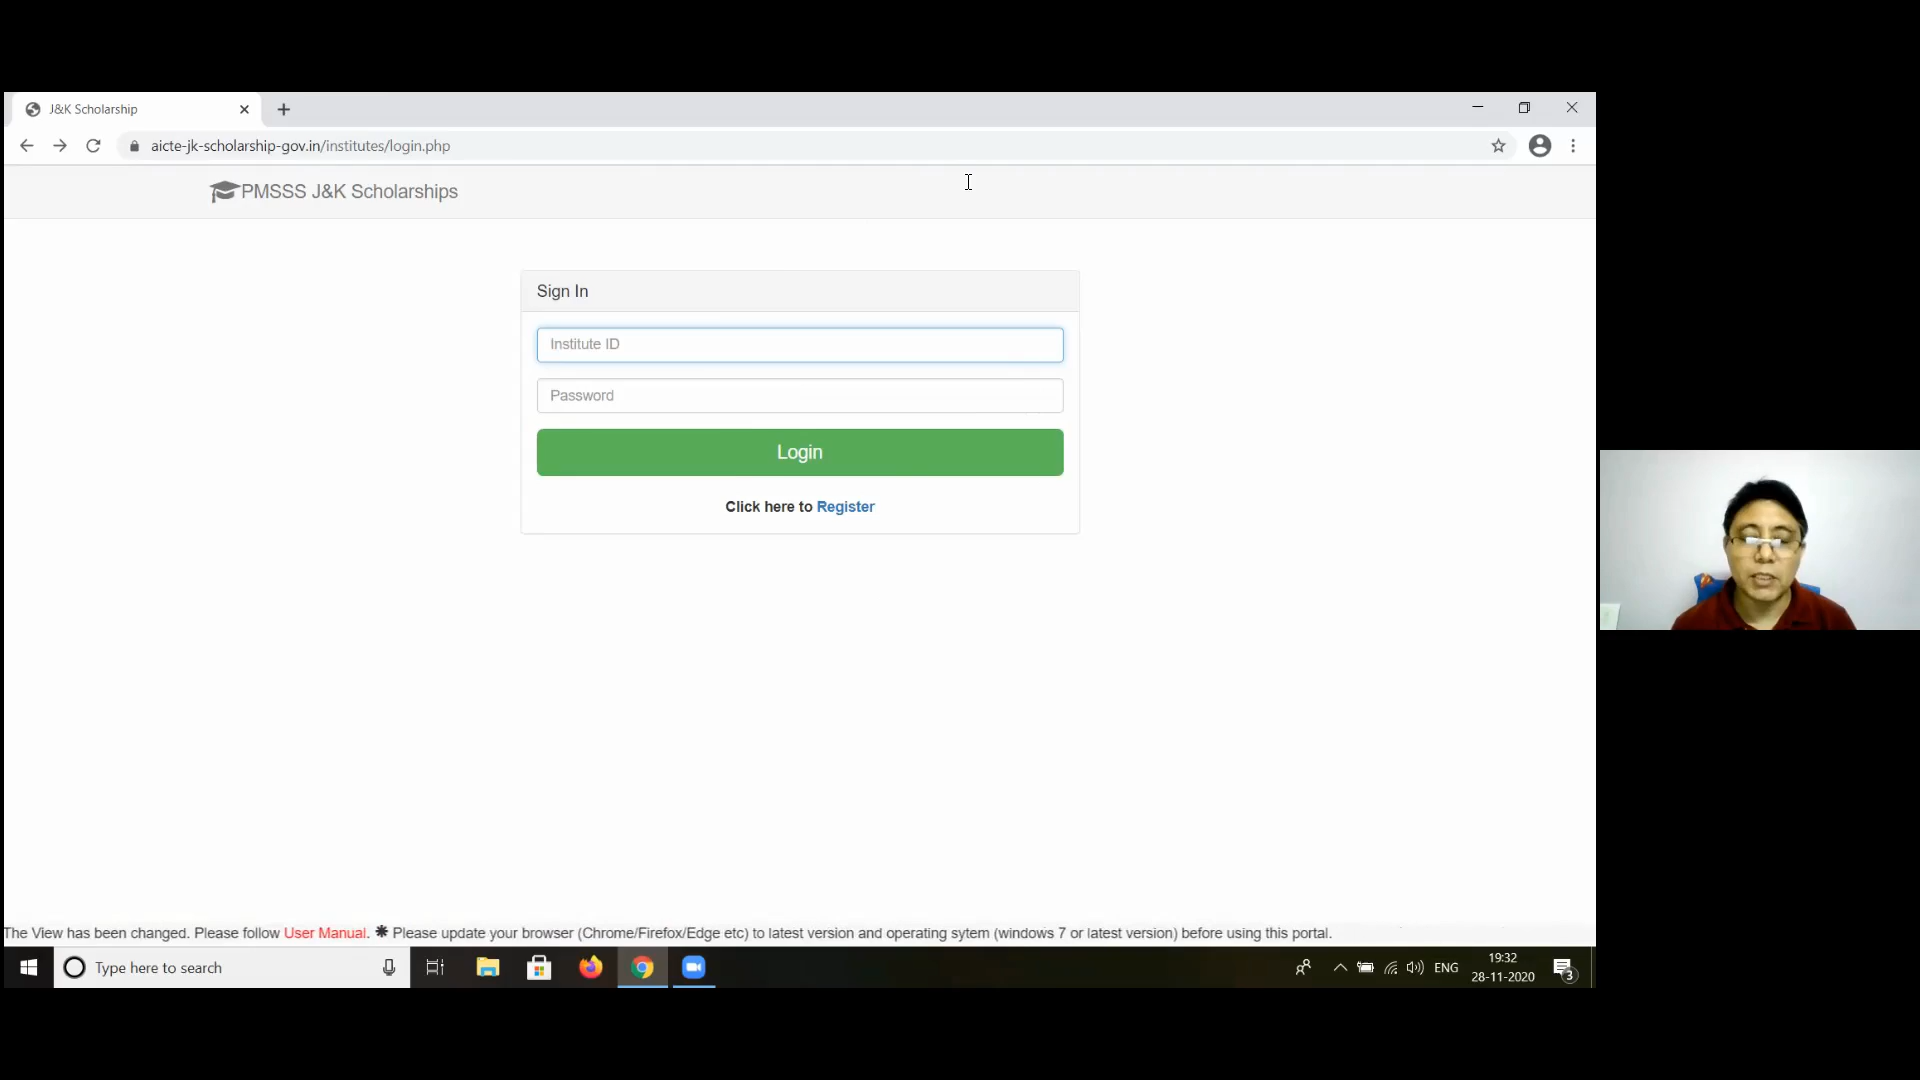 J&K Scholarship
aicte-jk-scholarship-gov.in/institutes/login.php
PMSSS J&K Scholarships
Sign In
Institute ID
Password
Login
Click here to Register
The View has been changed. Please follow User Manual. ✱ Please update your browser (Chrome/Firefox/Edge etc) to latest version and operating sytem (windows 7 or latest version) before using this portal.
Type here to search
ENG
19:32
28-11-2020
3